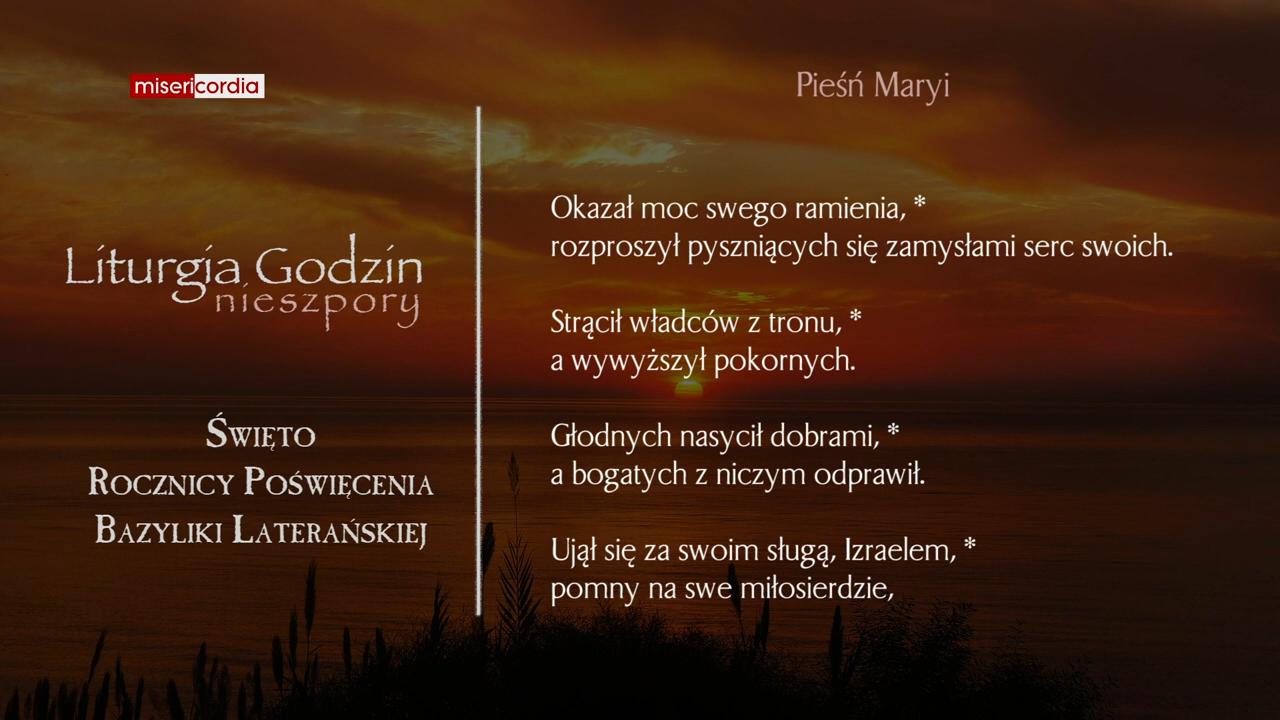 misericordia
Liturgia Godzin
nieszpory
Święto
Rocznicy Poświęcenia
Bazyliki Laterańskiej
Pieśń Maryi
Okazał moc swego ramienia, *
rozproszył pyszniących się zamysłami serc swoich.
Strącił władców z tronu, *
a wywyższył pokornych.
Głodnych nasycił dobrami, *
a bogatych z niczym odprawił.
Ujął się za swoim sługą, Izraelem, *
pomny na swe miłosierdzie,